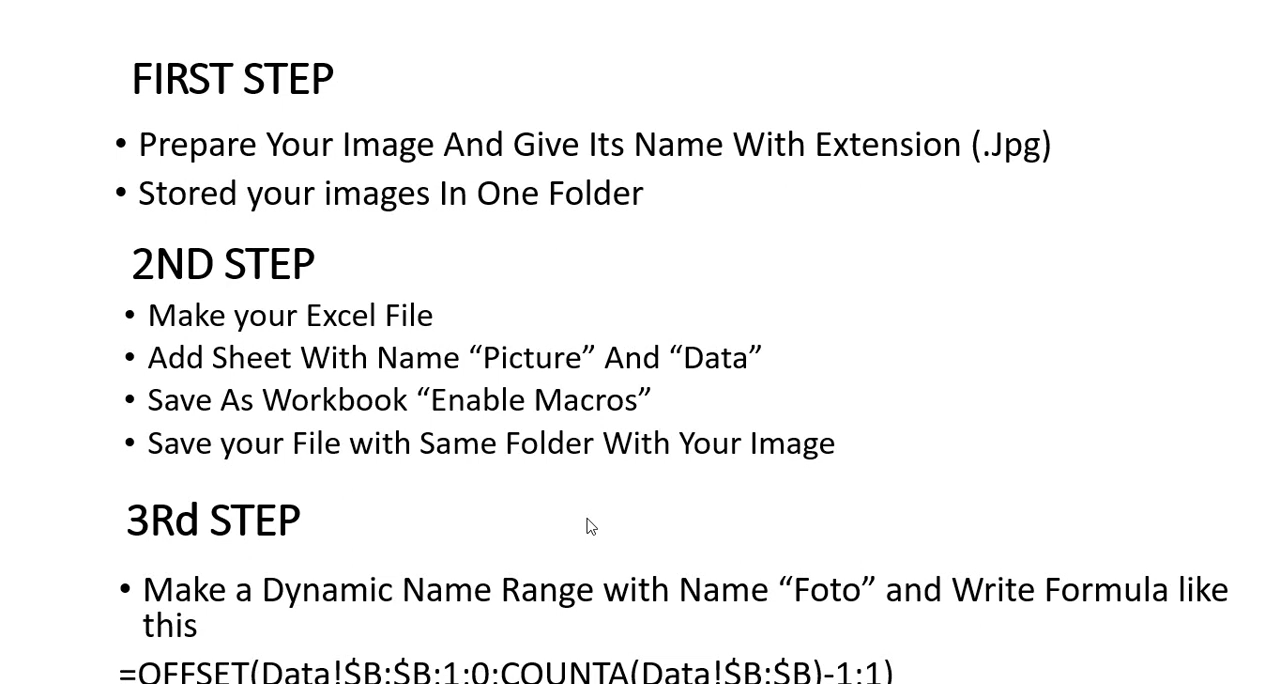 FIRST STEP
• Prepare Your Image And Give Its Name With Extension (.Jpg)
• Stored your images In One Folder
2ND STEP
• Make your Excel File
• Add Sheet With Name “Picture” And “Data”
• Save As Workbook “Enable Macros”
• Save your File with Same Folder With Your Image
3Rd STEP
• Make a Dynamic Name Range with Name “Foto” and Write Formula like
this
=OFFSET(Data!$B:$B;1;0;COUNTA(Data!$B:$B)-1;1)